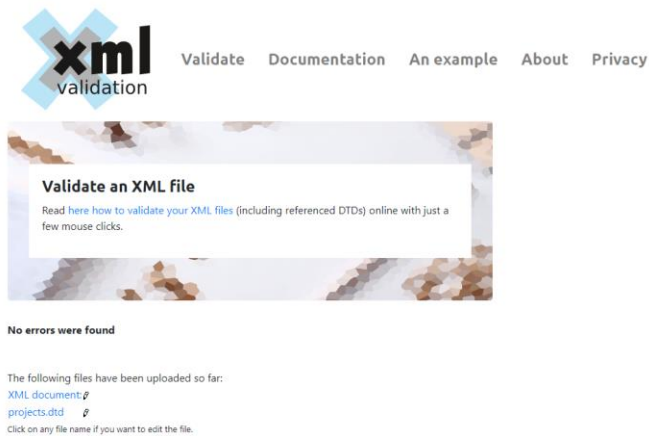 xml
validation
Validate Documentation An example About Privacy
Validate an XML file
Read here how to validate your XML files (including referenced DTDs) online with just a
few mouse clicks.
No errors were found
The following files have been uploaded so far:
XML document:
projects.dtd
Click on any file name if you want to edit the file.